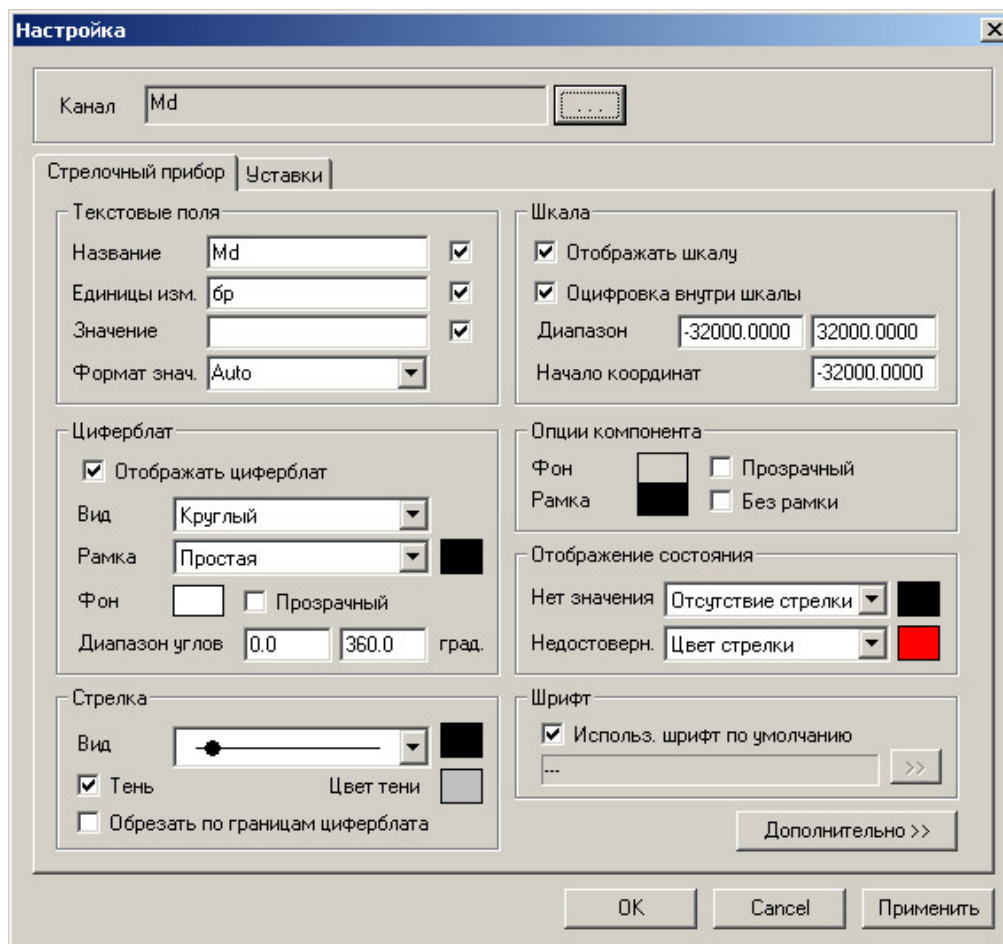 Настройка
Канал
Md
...
Стрелочный прибор
Уставки
Текстовые поля
Название
Md
Единицы изм.
бр
Значение
Формат знач.
Auto
Шкала
Отображать шкалу
Оцифровка внутри шкалы
Диапазон
-32000.0000
32000.0000
Начало координат
-32000.0000
Циферблат
Отображать циферблат
Вид
Круглый
Рамка
Простая
Фон
Прозрачный
Диапазон углов
0.0
360.0
град.
Опции компонента
Фон
Прозрачный
Рамка
Без рамки
Отображение состояния
Нет значения
Отсутствие стрелки
Недостоверн.
Цвет стрелки
Стрелка
Вид
Тень
Цвет тени
Обрезать по границам циферблата
Шрифт
Использ. шрифт по умолчанию
---
>>
Дополнительно >>
OK
Cancel
Применить